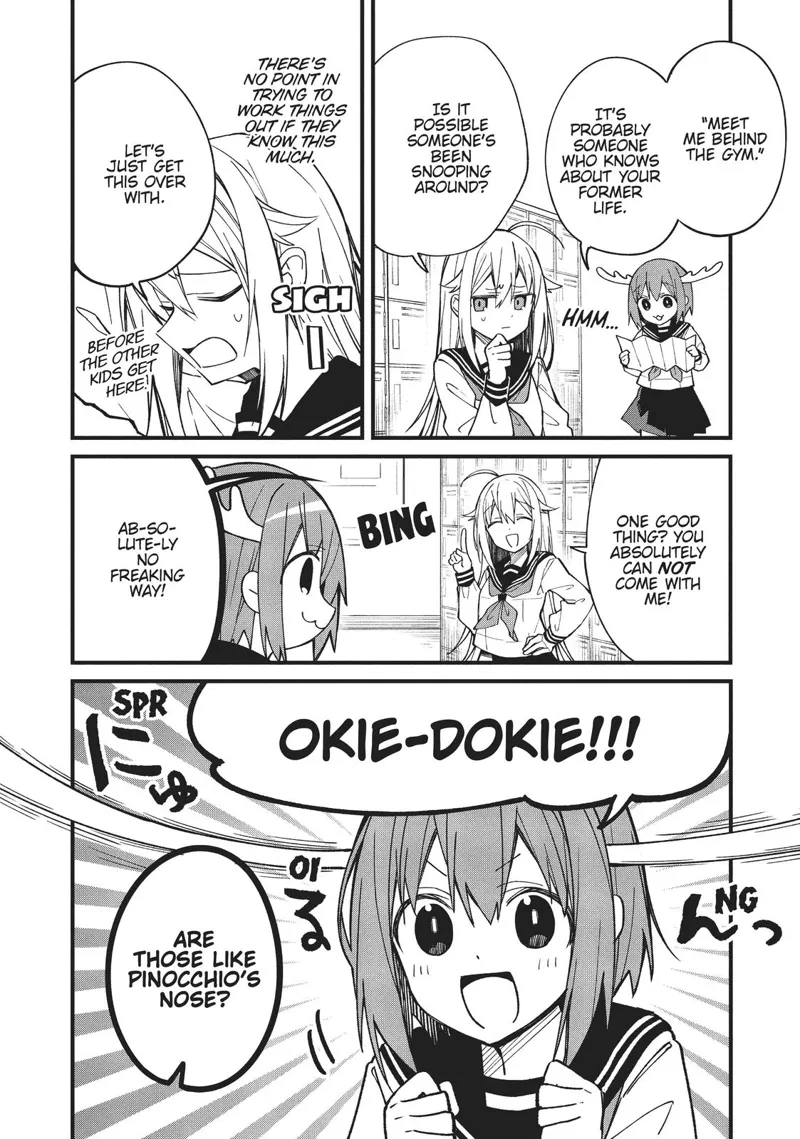 "MEET
ME BEHIND
THE GYM."
IT'S
PROBABLY
SOMEONE
WHO KNOWS
ABOUT YOUR
FORMER
LIFE.
HMM...
IS IT
POSSIBLE
SOMEONE'S
BEEN
SNOOPING
AROUND?
THERE'S
NO POINT IN
TRYING TO
WORK THINGS
OUT IF THEY
KNOW THIS
MUCH.
LET'S
JUST GET
THIS OVER
WITH.
SIGH
BEFORE
THE OTHER
KIDS GET
HERE!
ONE GOOD
THING? YOU
ABSOLUTELY
CAN NOT
COME WITH
ME!
BING
AB-SO-
LUTE-LY
NO
FREAKING
WAY!
OKIE-DOKIE!!!
SPR
にゅ
OI
る
NG
んっ
ARE
THOSE LIKE
PINOCCHIO'S
NOSE?